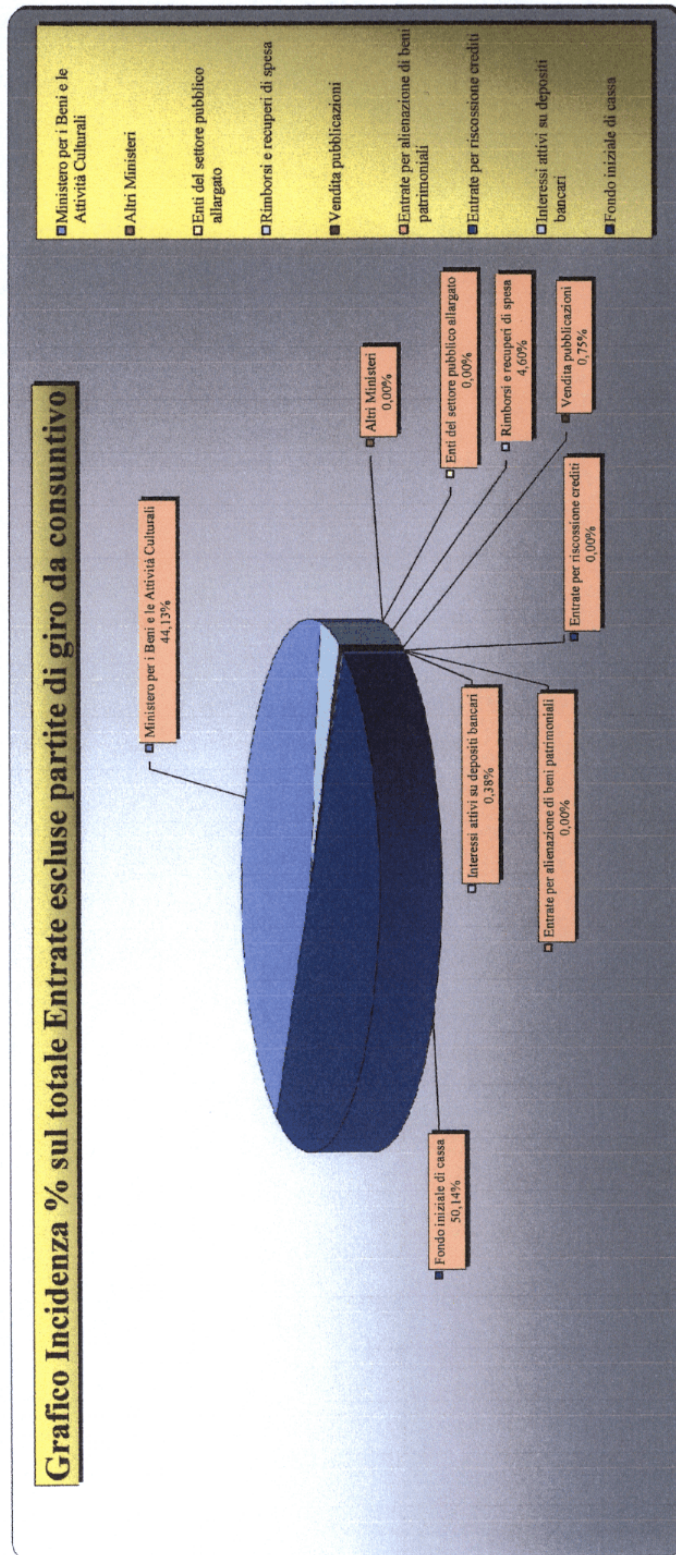 Grafico Incidenza % sul totale Entrate escluse partite di giro da consuntivo
Ministero per i Beni e le Attività Culturali
44,13%
Altri Ministeri
0,00%
Enti del settore pubblico allargato
0,00%
Rimborsi e recuperi di spesa
4,60%
Vendita pubblicazioni
0,75%
Entrate per riscossione crediti
0,00%
Interessi attivi su depositi bancari
0,38%
Entrate per alienazione di beni patrimoniali
0,00%
Fondo iniziale di cassa
50,14%
Ministero per i Beni e le
Attività Culturali
Altri Ministeri
Enti del settore pubblico
allargato
Rimborsi e recuperi di spesa
Vendita pubblicazioni
Entrate per alienazione di beni
patrimoniali
Entrate per riscossione crediti
Interessi attivi su depositi
bancari
Fondo iniziale di cassa